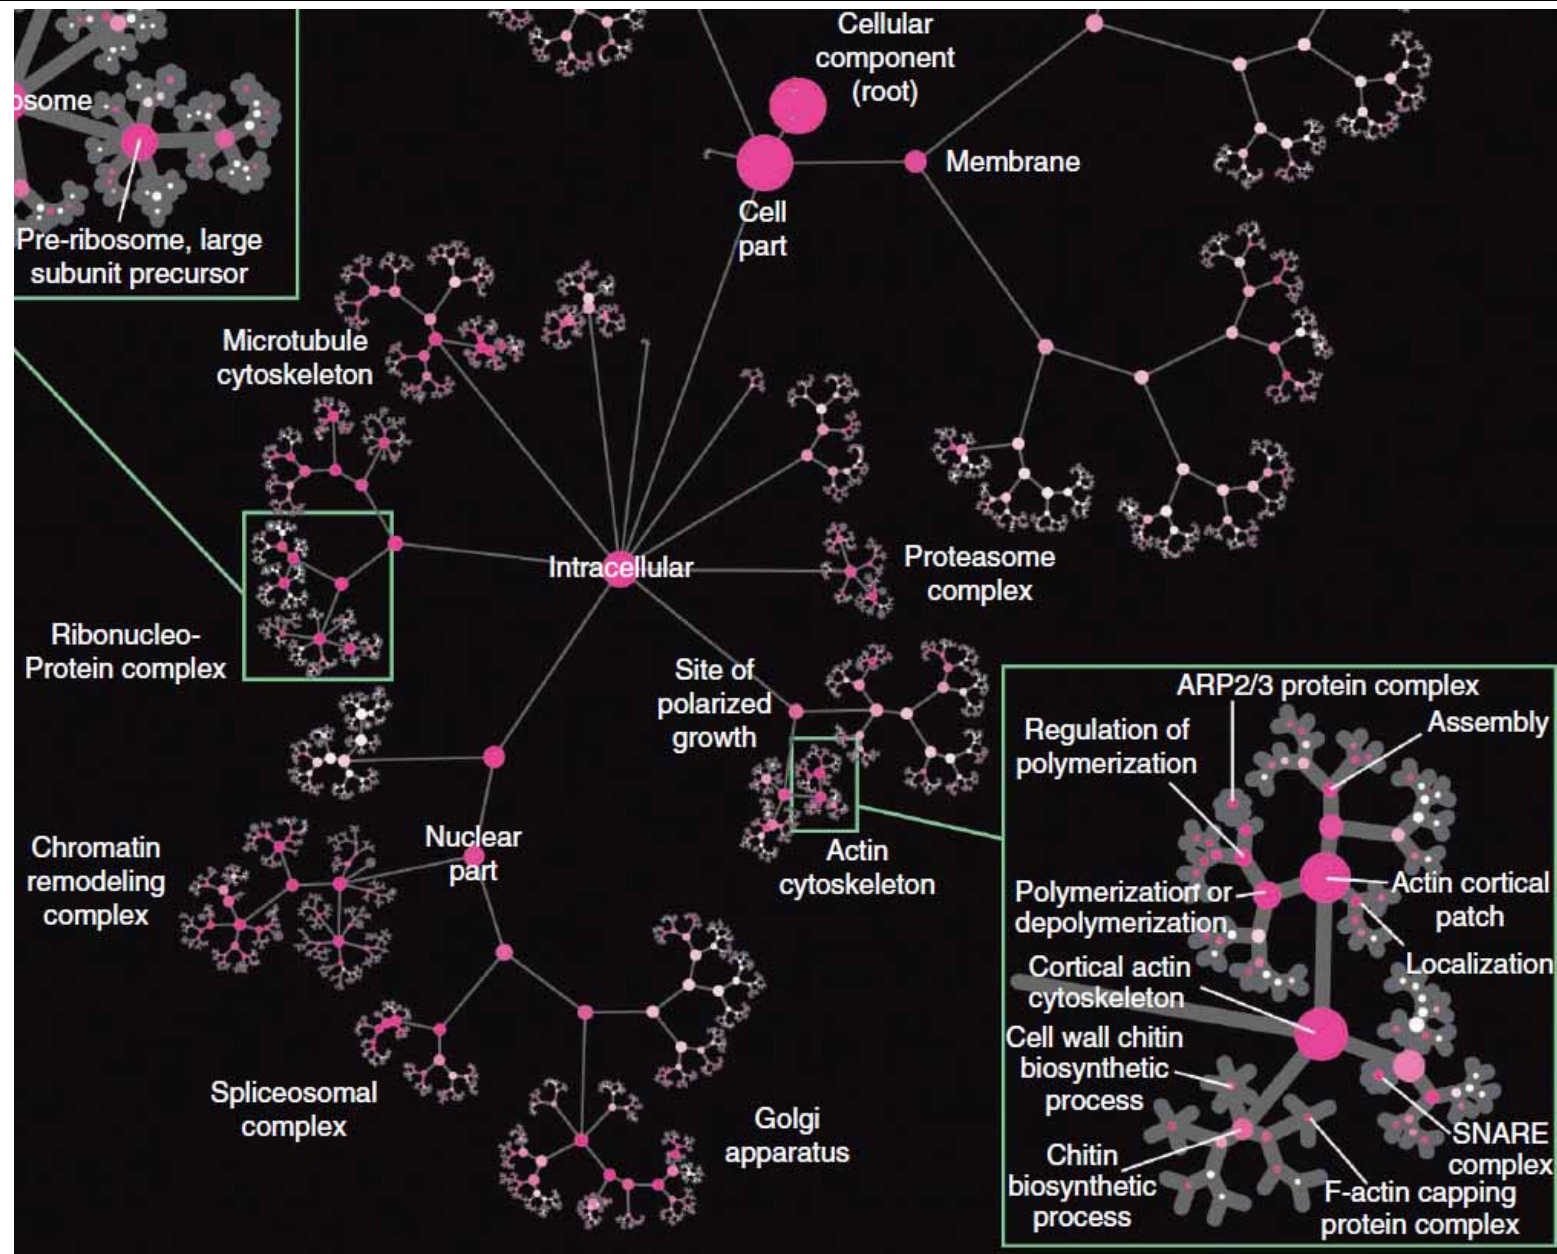 Cellular
component
(root)
osome
Membrane
Cell
part
Pre-ribosome, large
subunit precursor
Microtubule
cytoskeleton
Intracellular
Proteasome
complex
Ribonucleo-
Protein complex
Site of
polarized
growth
ARP2/3 protein complex
Regulation of
polymerization
Assembly
Chromatin
remodeling
complex
Nuclear
part
Actin
cytoskeleton
Polymerization or
depolymerization
Actin cortical
patch
Localization
Cortical actin
cytoskeleton
Cell wall chitin
biosynthetic
process
Spliceosomal
complex
Golgi
apparatus
SNARE
complex
Chitin
biosynthetic
process
F-actin capping
protein complex